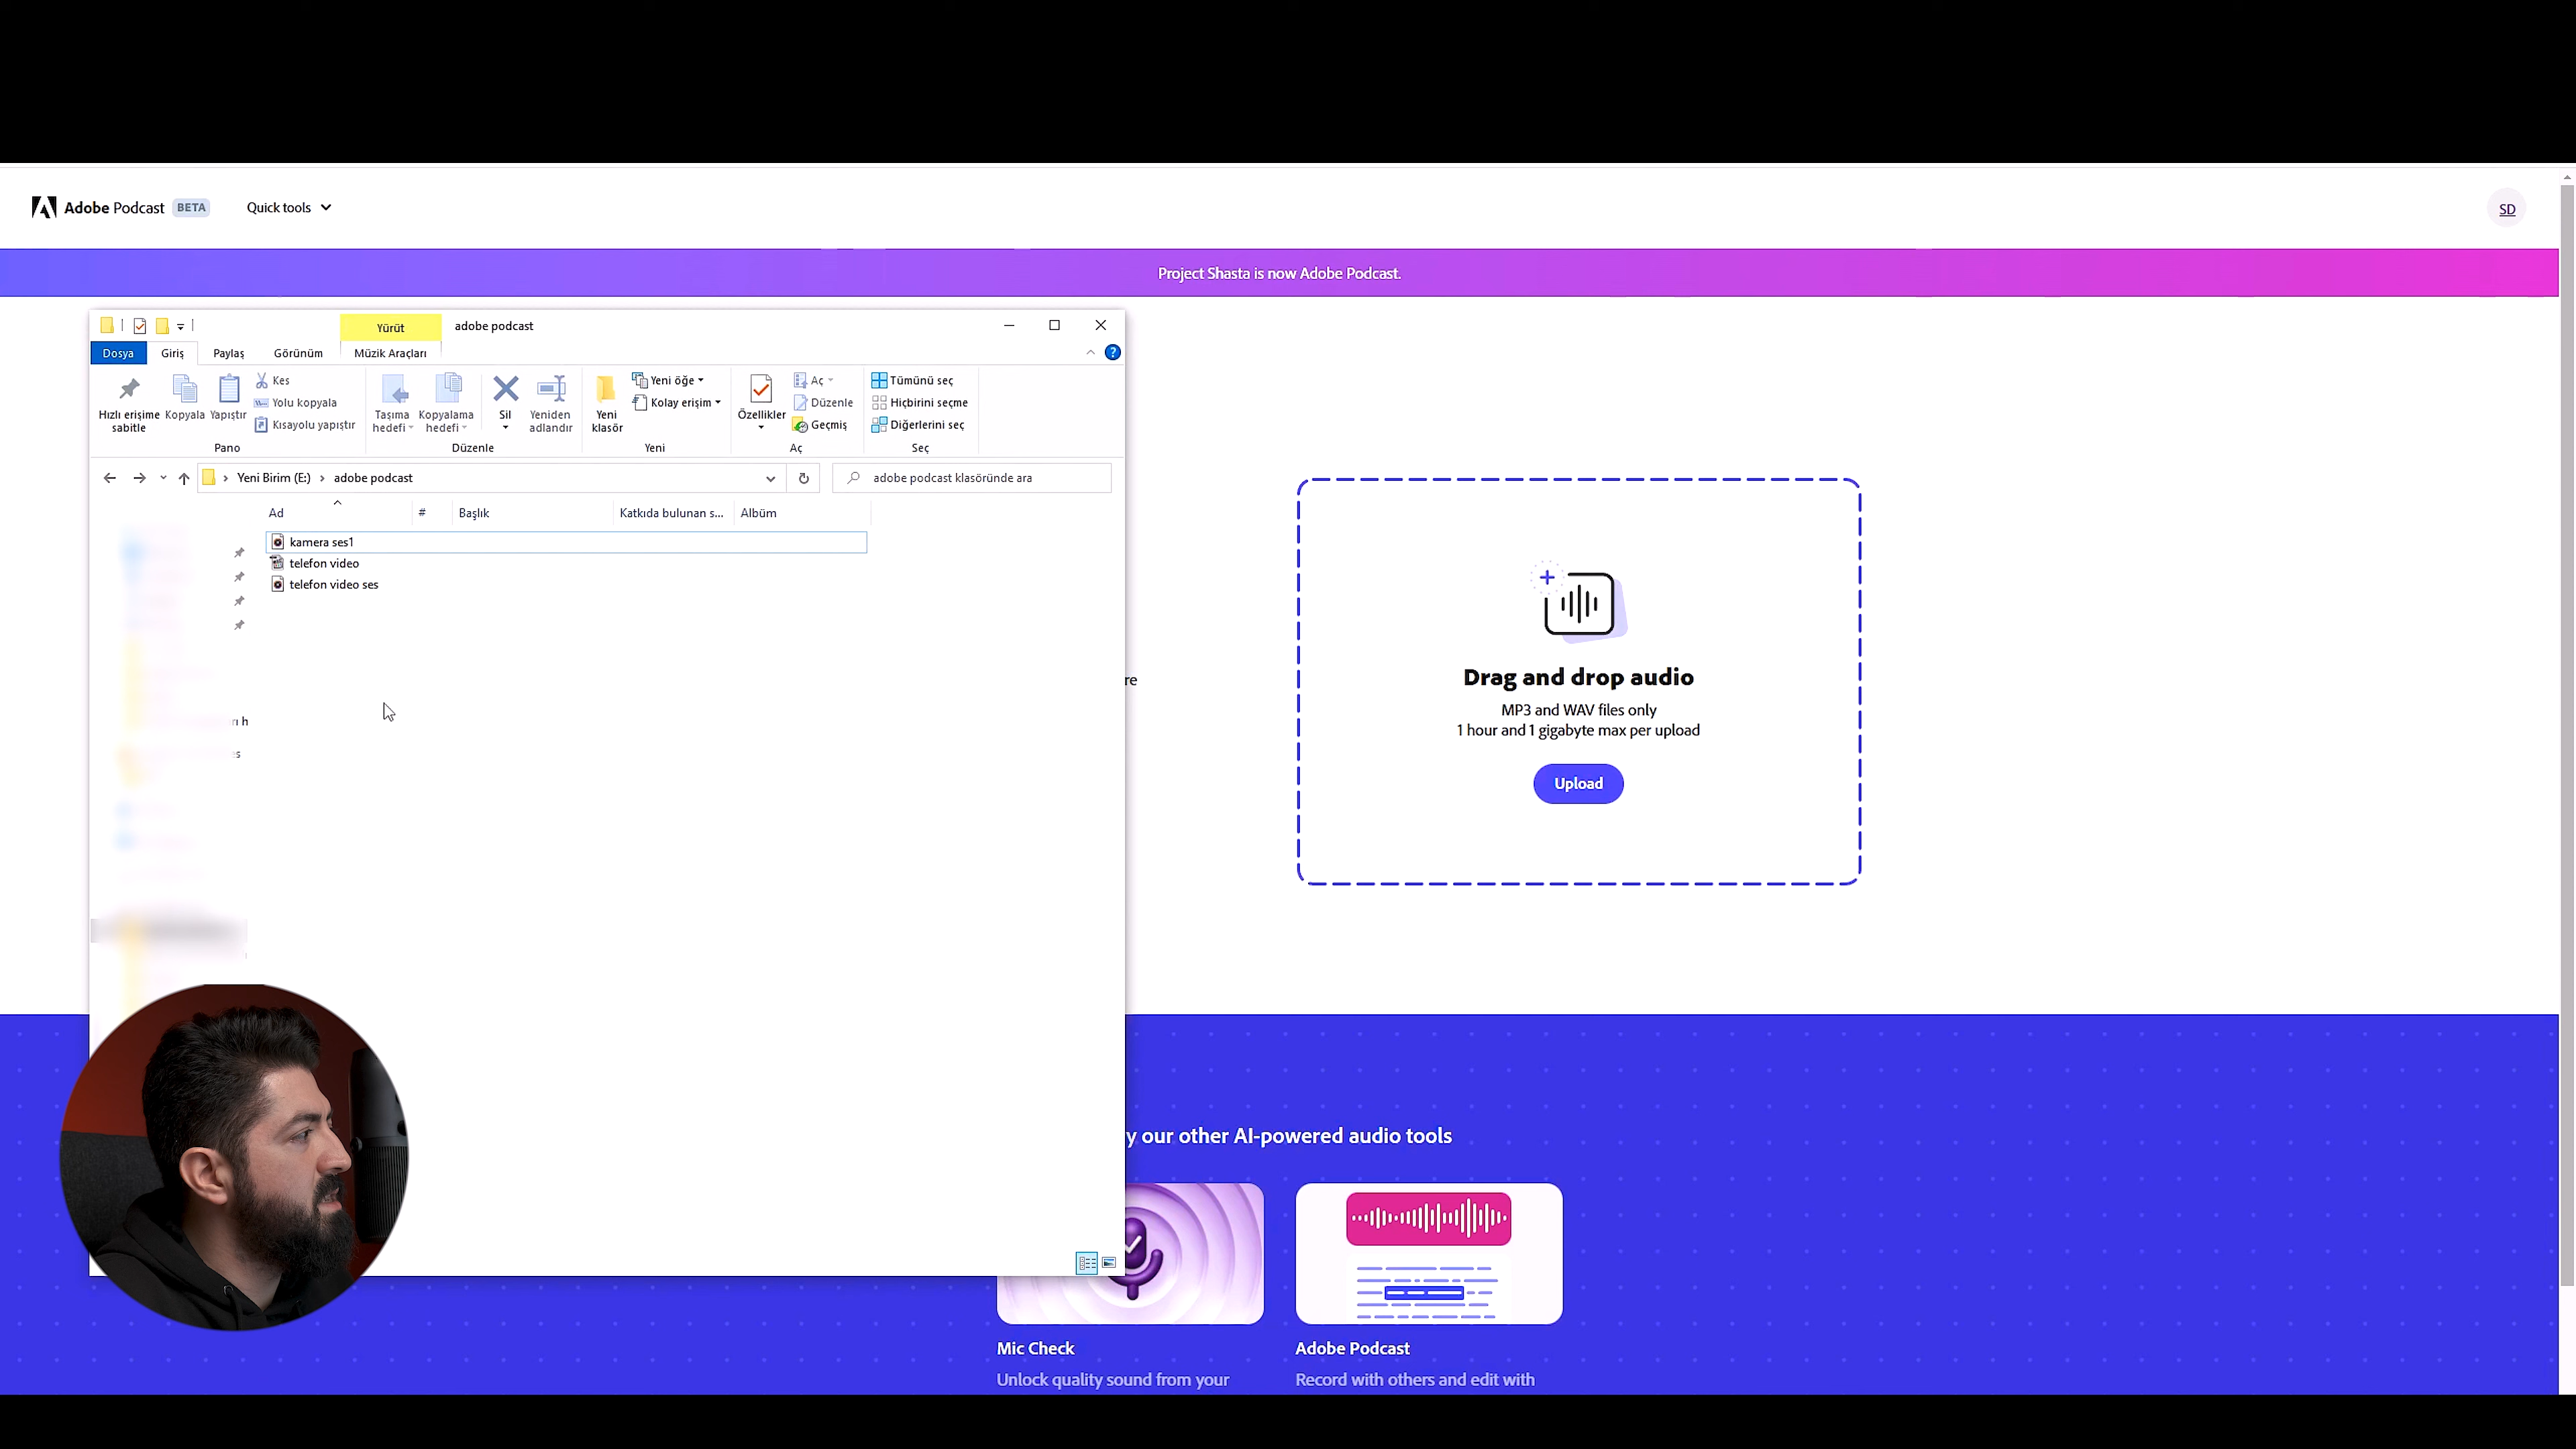 Adobe Podcast BETA Quick tools SD
Project Shasta is now Adobe Podcast.
Yürüt adobe podcast
Dosya Giriş Paylaş Görünüm Müzik Araçları
Hızlı erişime sabitle
Kopyala
Yapıştır
Kes
Yolu kopyala
Kısayolu yapıştır
Pano
Taşıma hedefi
Kopyalama hedefi
Sil
Yeniden adlandır
Düzenle
Yeni klasör
Yeni öğe
Kolay erişim
Yeni
Özellikler
Aç
Düzenle
Geçmiş
Aç
Tümünü seç
Hiçbirini seçme
Diğerlerini seç
Seç
Yeni Birim (E:) › adobe podcast
adobe podcast klasöründe ara
Ad # Başlık Katkıda bulunan s... Albüm
kamera ses1
telefon video
telefon video ses
re
Drag and drop audio
MP3 and WAV files only
1 hour and 1 gigabyte max per upload
Upload
y our other AI-powered audio tools
Mic Check
Unlock quality sound from your
Adobe Podcast
Record with others and edit with